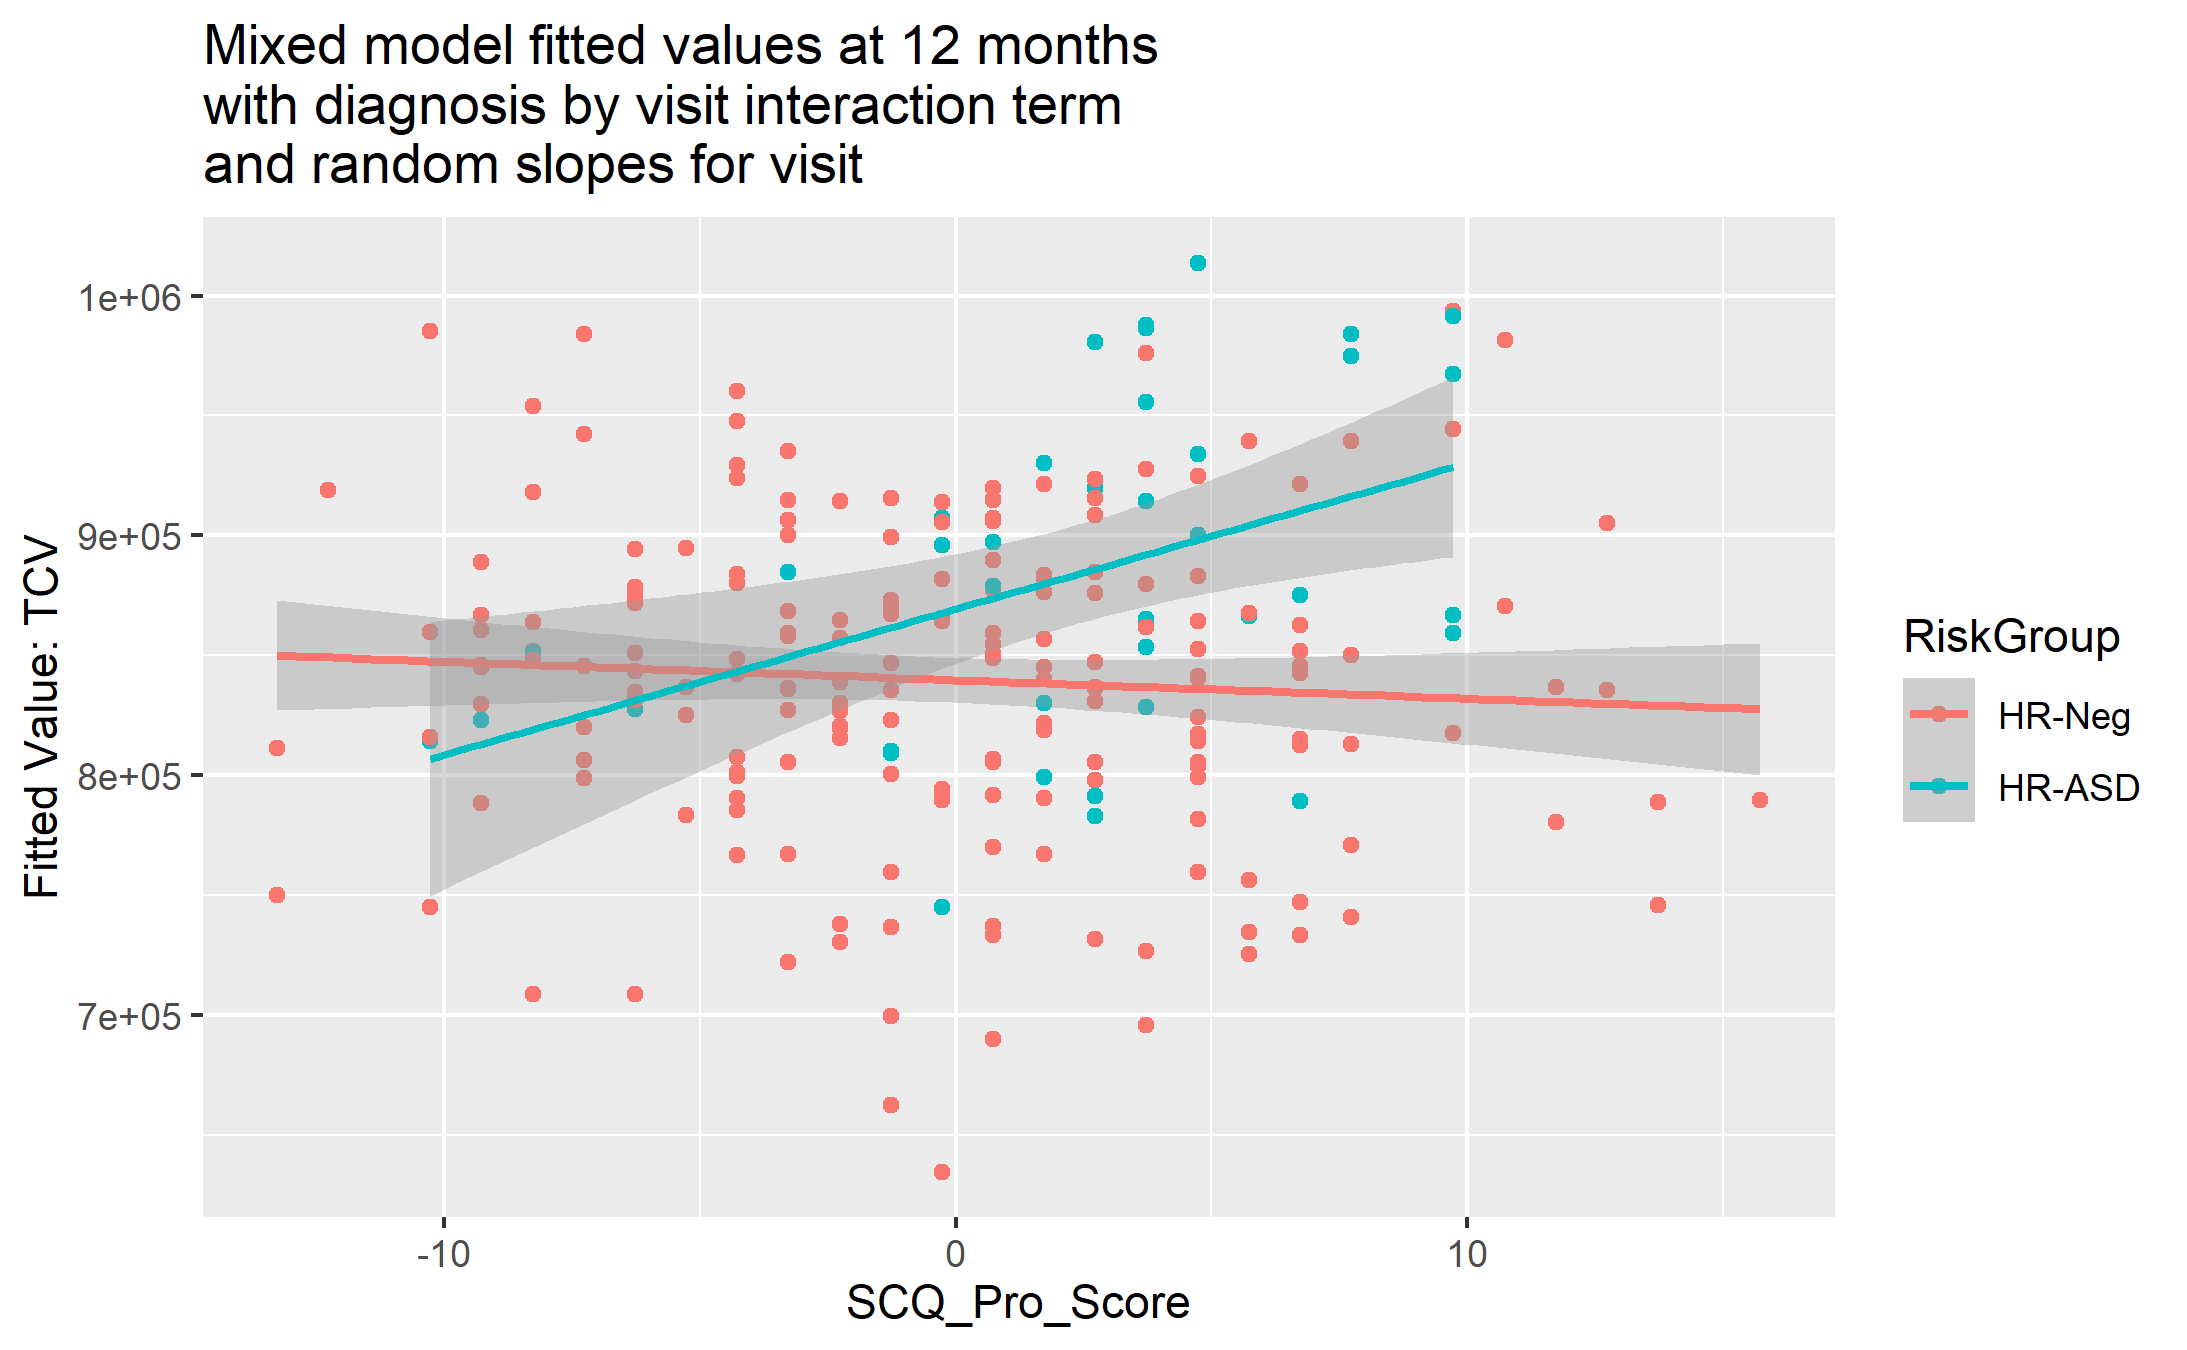 Mixed model fitted values at 12 months
with diagnosis by visit interaction term
and random slopes for visit
1e+06
9e+05
8e+05
7e+05
Fitted Value: TCV
-10 0 10
SCQ_Pro_Score
RiskGroup
HR-Neg
HR-ASD